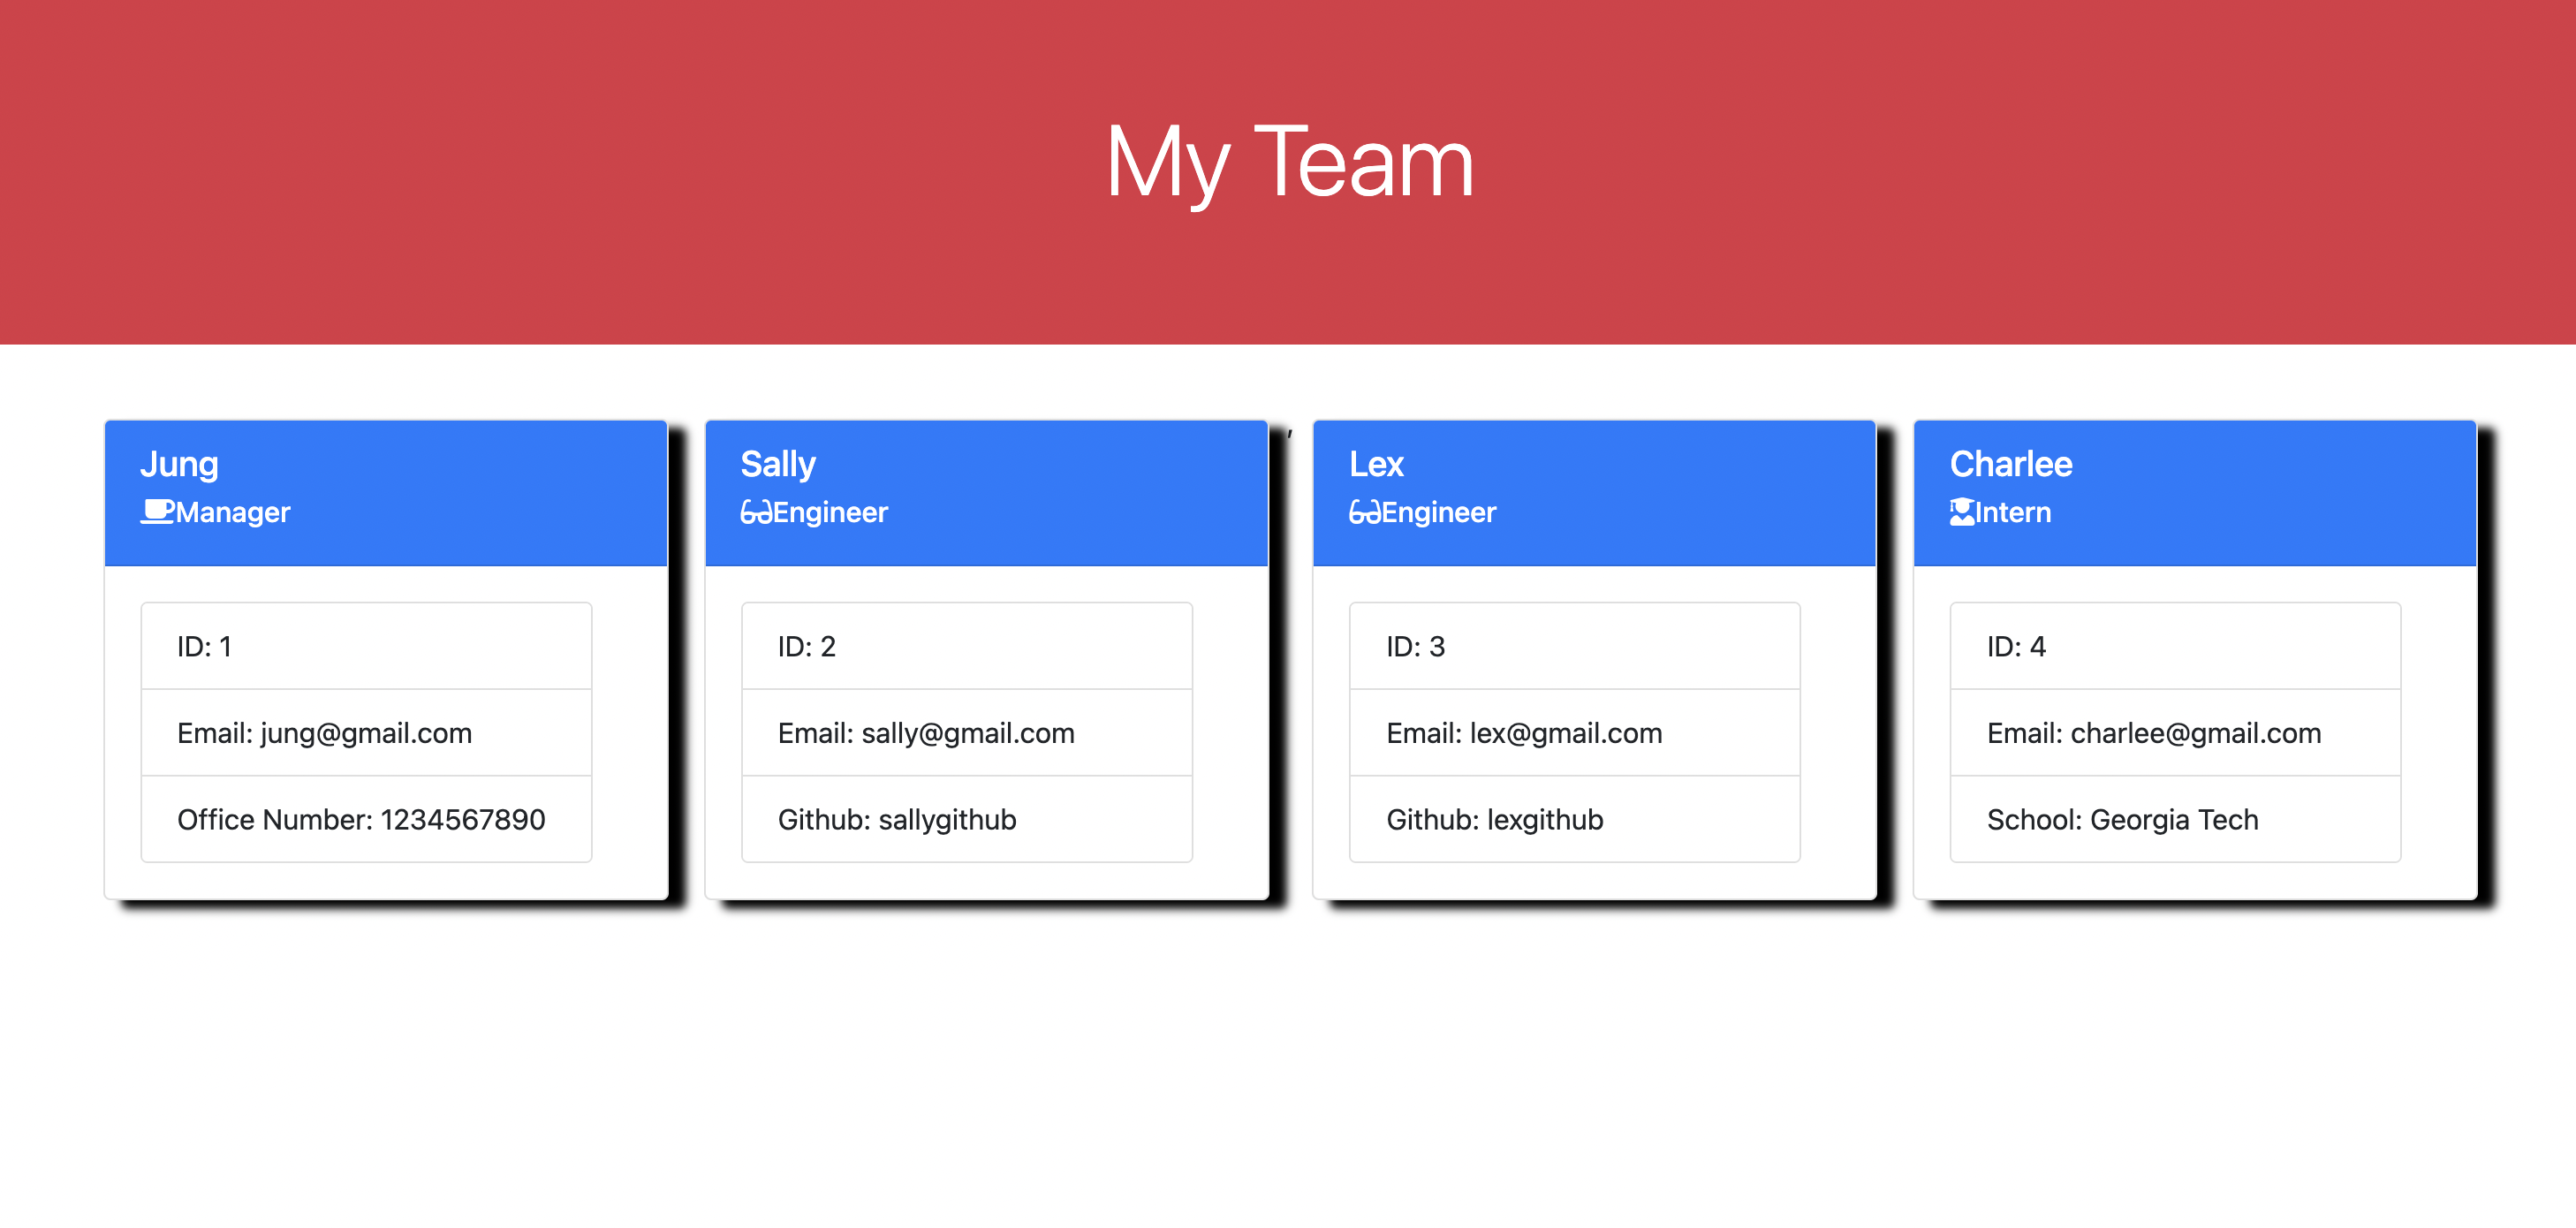 My Team
Jung
Manager
ID: 1
Email: jung@gmail.com
Office Number: 1234567890
Sally
Engineer
ID: 2
Email: sally@gmail.com
Github: sallygithub
,
Lex
Engineer
ID: 3
Email: lex@gmail.com
Github: lexgithub
Charlee
Intern
ID: 4
Email: charlee@gmail.com
School: Georgia Tech